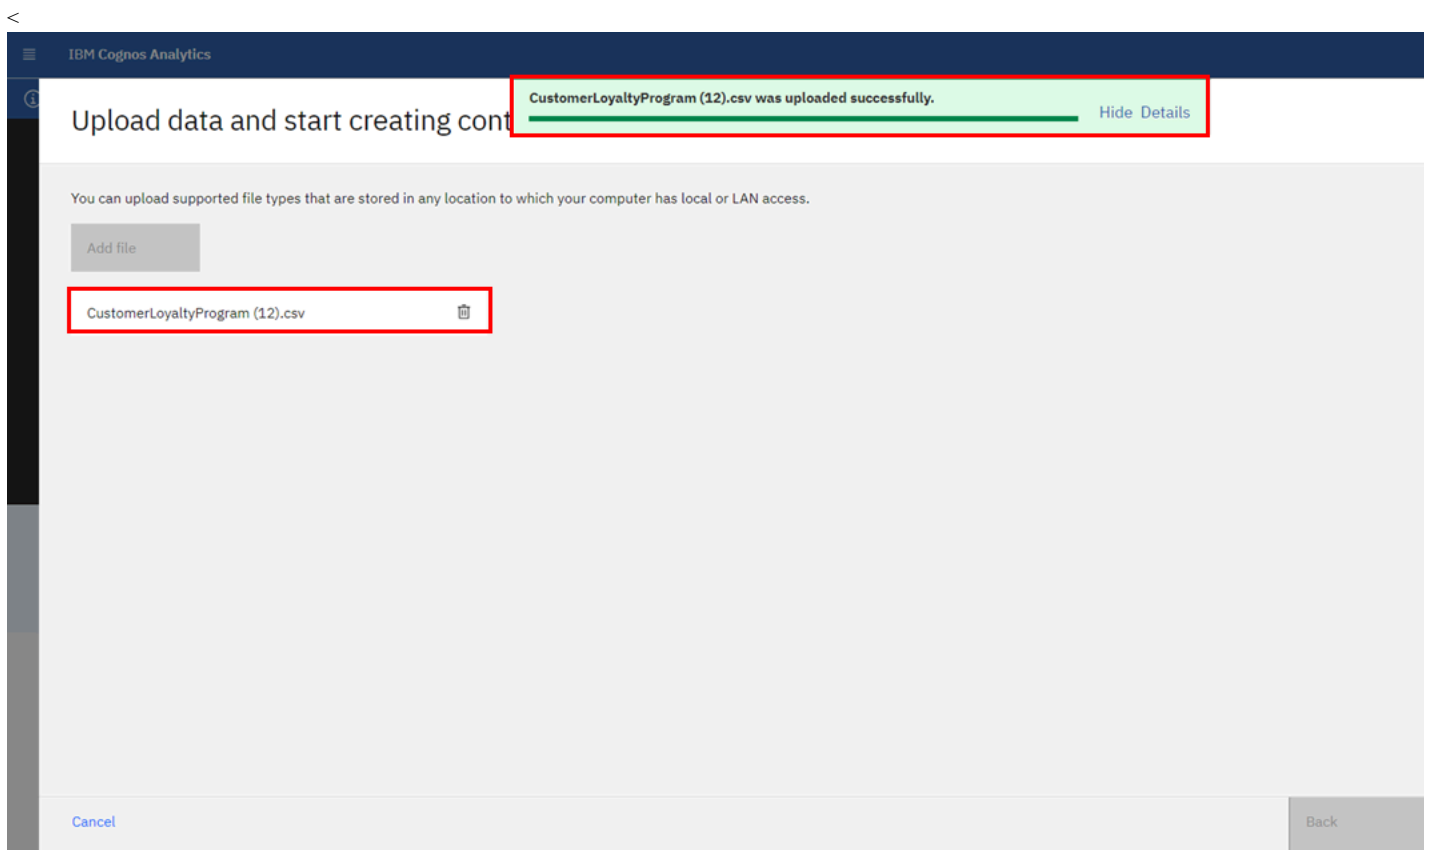 <
IBM Cognos Analytics
CustomerLoyaltyProgram (12).csv was uploaded successfully.
Hide Details
Upload data and start creating cont
You can upload supported file types that are stored in any location to which your computer has local or LAN access.
Add file
CustomerLoyaltyProgram (12).csv
Cancel
Back